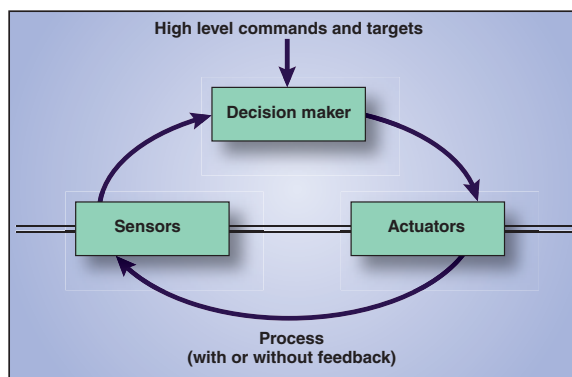 High level commands and targets
Decision maker
Sensors
Actuators
Process
(with or without feedback)